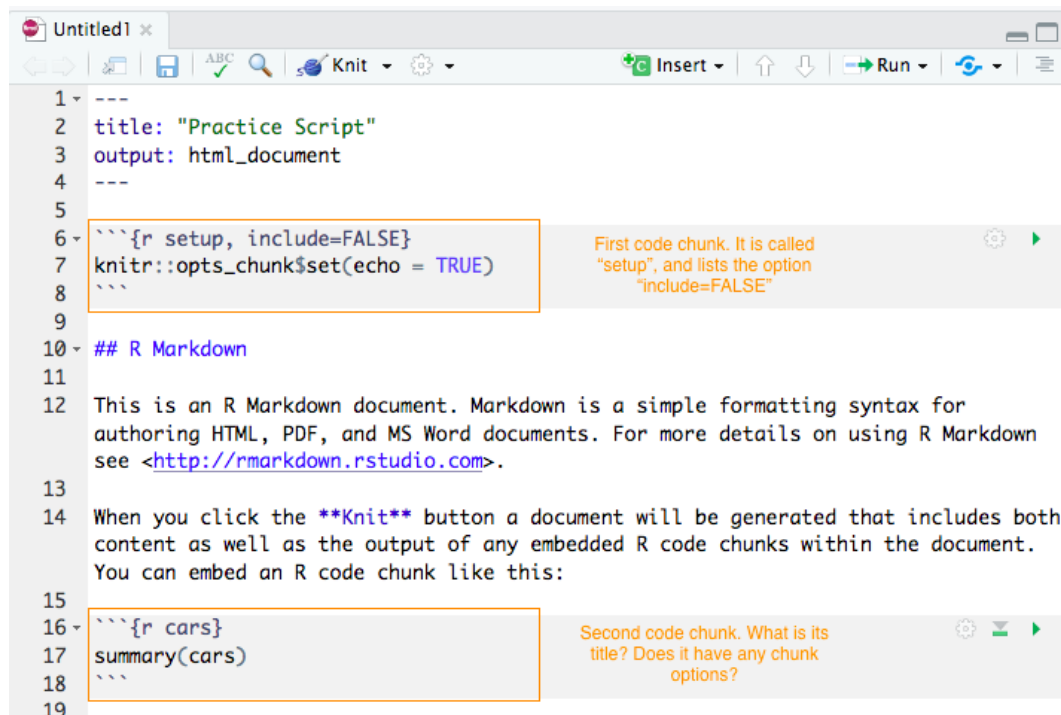 Untitled1
ABC Knit Insert Run
1 ---
2 title: "Practice Script"
3 output: html_document
4 ---
5
6 ```{r setup, include=FALSE}
7 knitr::opts_chunk$set(echo = TRUE)
8 ```
First code chunk. It is called
“setup”, and lists the option
“include=FALSE”
9
10 ## R Markdown
11
12 This is an R Markdown document. Markdown is a simple formatting syntax for
authoring HTML, PDF, and MS Word documents. For more details on using R Markdown
see <http://rmarkdown.rstudio.com>.
13
14 When you click the **Knit** button a document will be generated that includes both
content as well as the output of any embedded R code chunks within the document.
You can embed an R code chunk like this:
15
16 ```{r cars}
17 summary(cars)
18 ```
Second code chunk. What is its
title? Does it have any chunk
options?
19